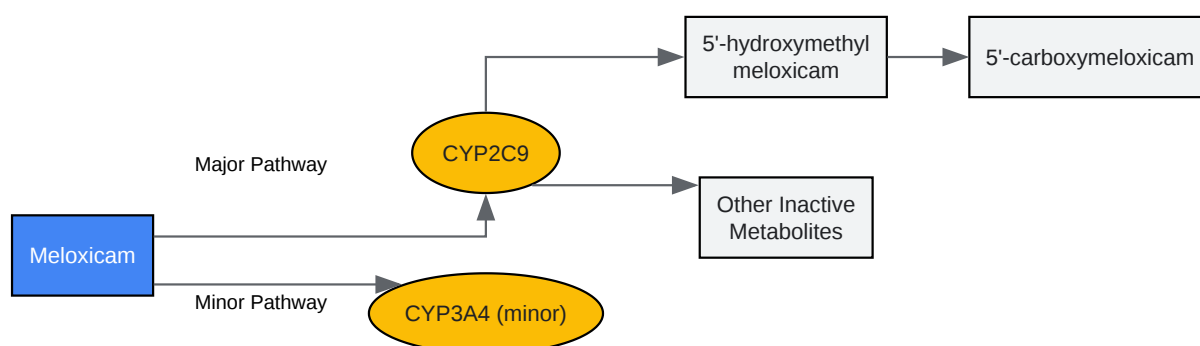 5'-hydroxymethyl
meloxicam
5'-carboxymeloxicam
CYP2C9
Major Pathway
Other Inactive
Metabolites
Meloxicam
Minor Pathway
CYP3A4 (minor)